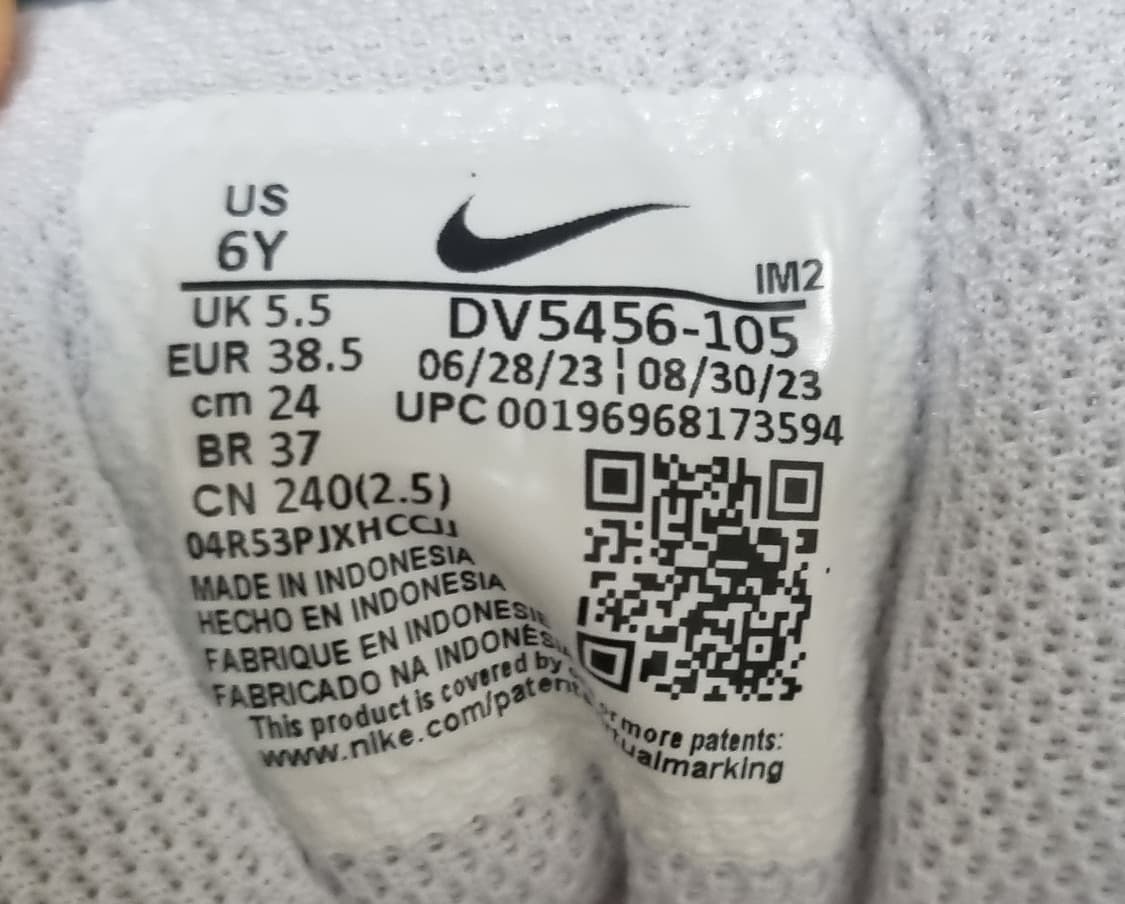 US
6Y
IM2
UK 5.5
DV5456-105
EUR 38.5
06/28/23 ¦ 08/30/23
cm 24
UPC 00196968173594
BR 37
CN 240(2.5)
04R53PJXHCCJJ
MADE IN INDONESIA
HECHO EN INDONESIA
FABRIQUE EN INDONESIE
FABRICADO NA INDONÉSIA
This product is covered by or more patents:
www.nike.com/patent